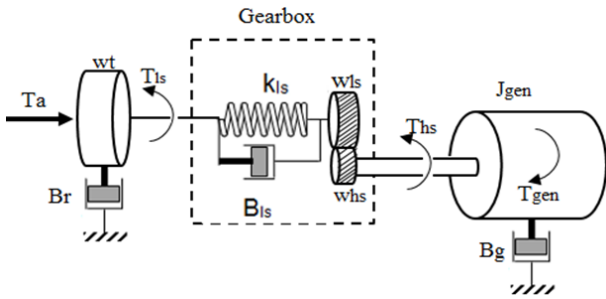 Gearbox
wt
Ta
Tls
kls
wls
Jgen
Ths
Tgen
Br
Bls
whs
Bg